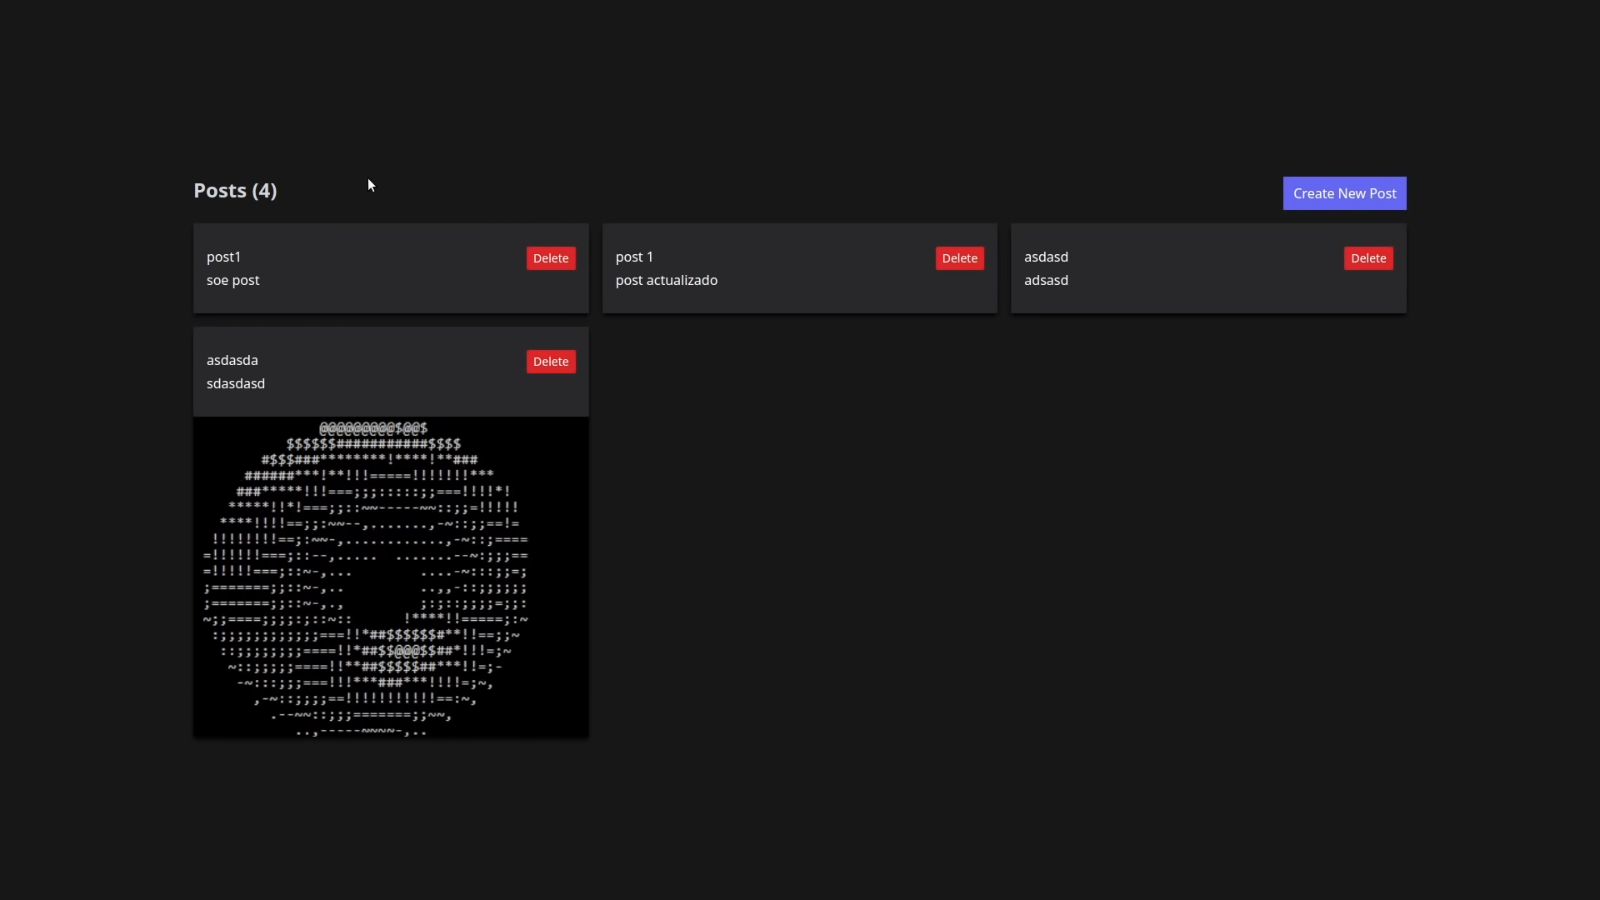 Posts (4)
Create New Post
post1
Delete
soe post
post 1
Delete
post actualizado
asdasd
Delete
adsasd
asdasda
Delete
sdasdasd